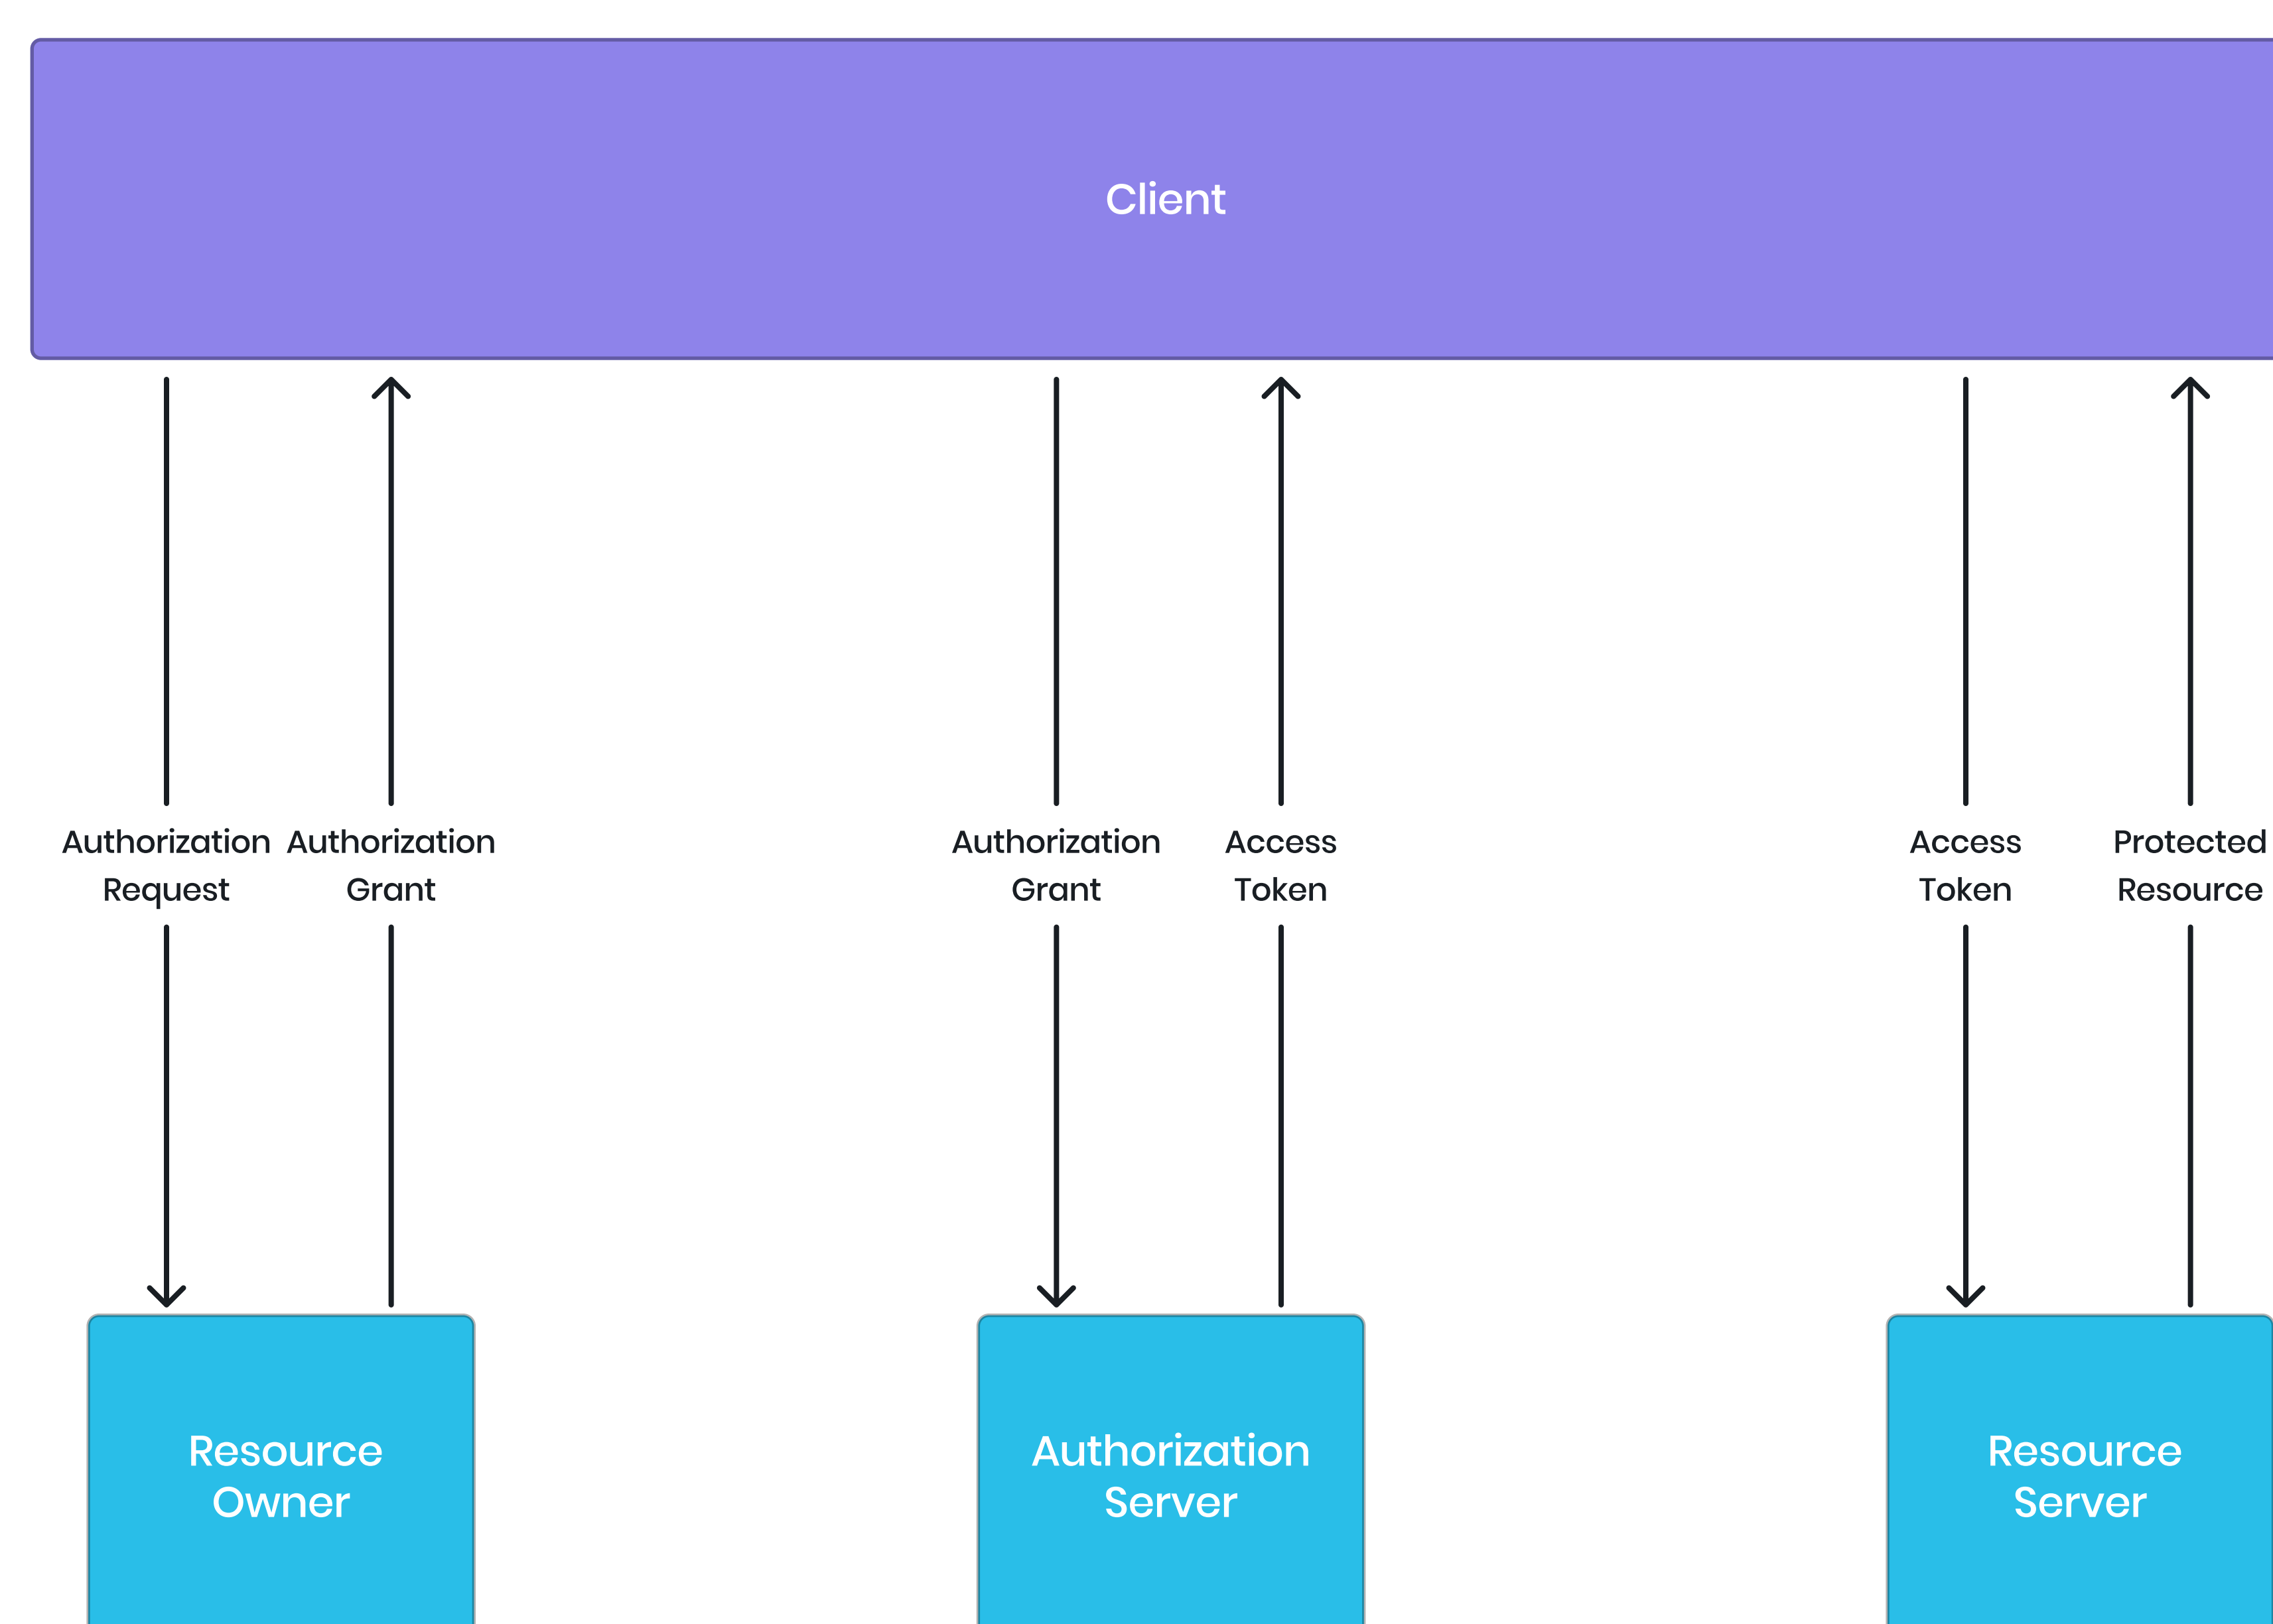 Client
Authorization
Request
Authorization
Grant
Authorization
Grant
Access
Token
Access
Token
Protected
Resource
Resource
Owner
Authorization
Server
Resource
Server